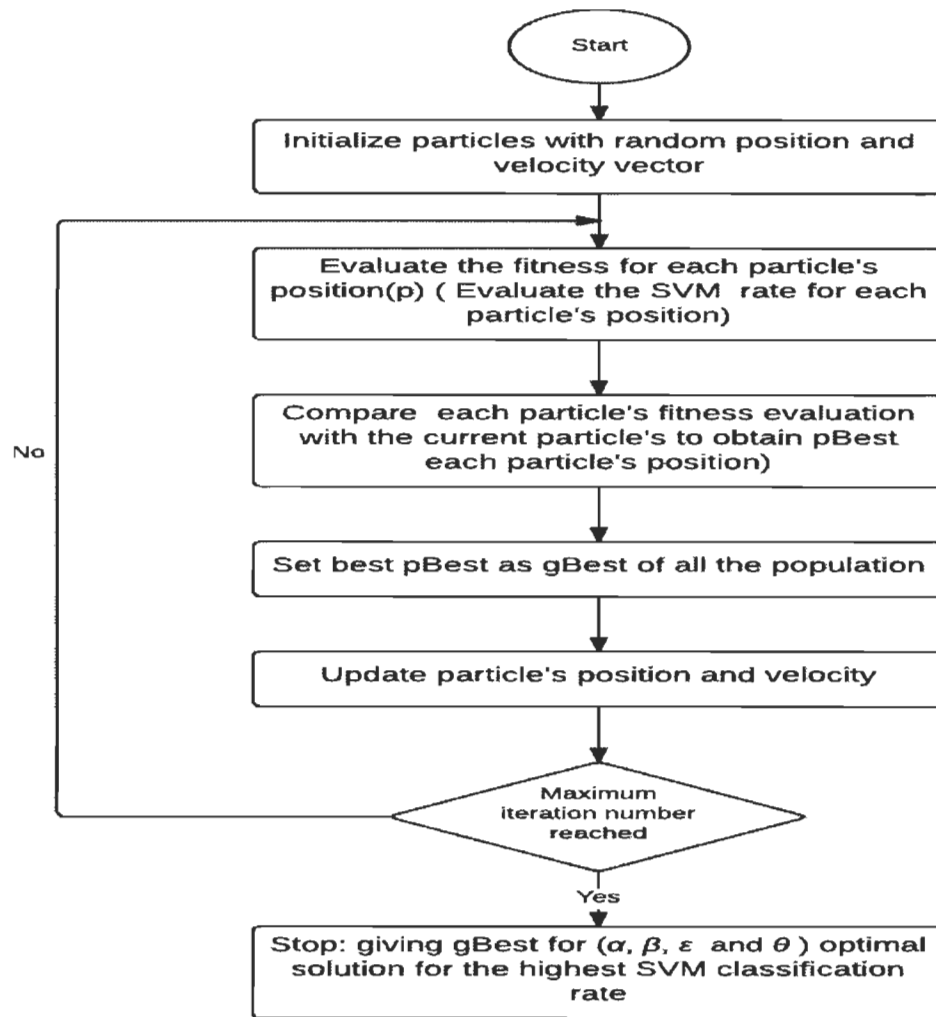 Start
Initialize particles with random position and
velocity vector
Evaluate the fitness for each particle's
position(p) ( Evaluate the SVM rate for each
particle's position)
Compare each particle's fitness evaluation
with the current particle's to obtain pBest
each particle's position)
No
Set best pBest as gBest of all the population
Update particle's position and velocity
Maximum
iteration number
reached
Yes
Stop: giving gBest for (α, β, ε and θ ) optimal
solution for the highest SVM classification
rate